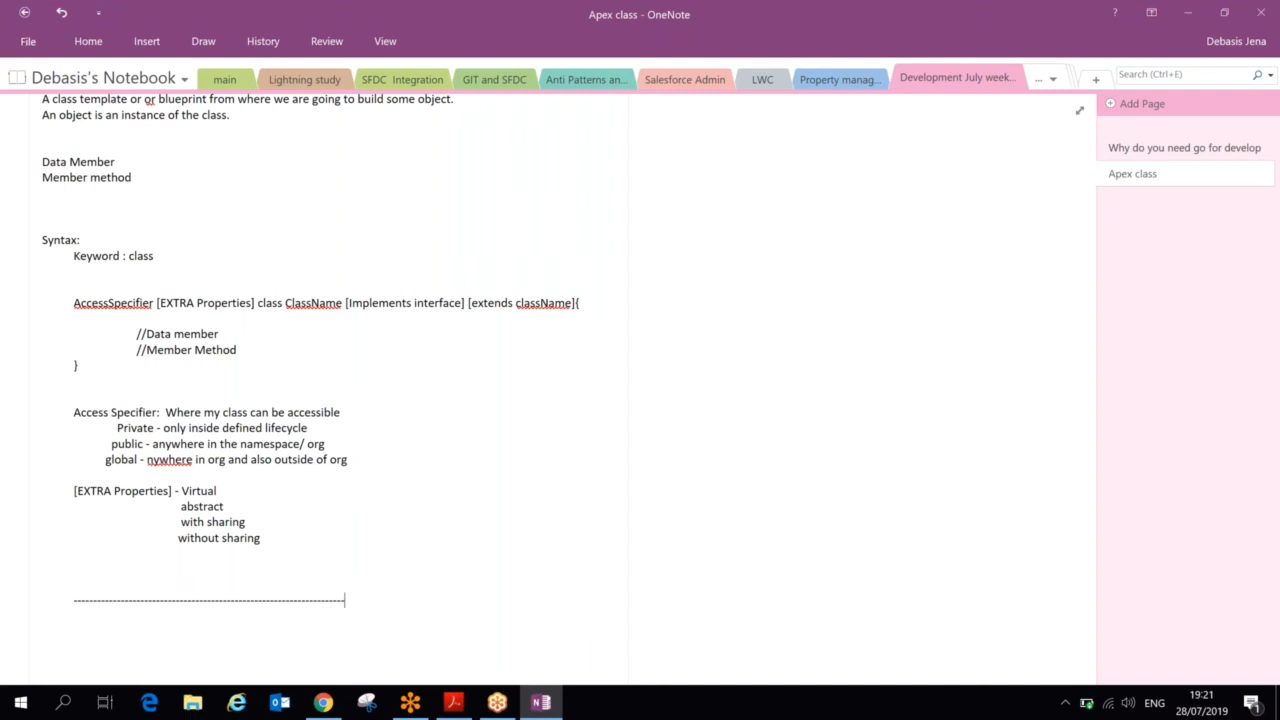 Apex class - OneNote
?
File Home Insert Draw History Review View
Debasis Jena
Debasis's Notebook
main
Lightning study
SFDC Integration
GIT and SFDC
Anti Patterns an...
Salesforce Admin
LWC
Property manag...
Development July week...
...
+
Search (Ctrl+E)
Add Page
Why do you need go for develop
Apex class
A class template or or blueprint from where we are going to build some object.
An object is an instance of the class.
Data Member
Member method
Syntax:
Keyword : class
AccessSpecifier [EXTRA Properties] class ClassName [Implements interface] [extends className]{
//Data member
//Member Method
}
Access Specifier: Where my class can be accessible
Private - only inside defined lifecycle
public - anywhere in the namespace/ org
global - nywhere in org and also outside of org
[EXTRA Properties] - Virtual
abstract
with sharing
without sharing
--------------------------------------------------------------------
ENG
19:21
28/07/2019
1